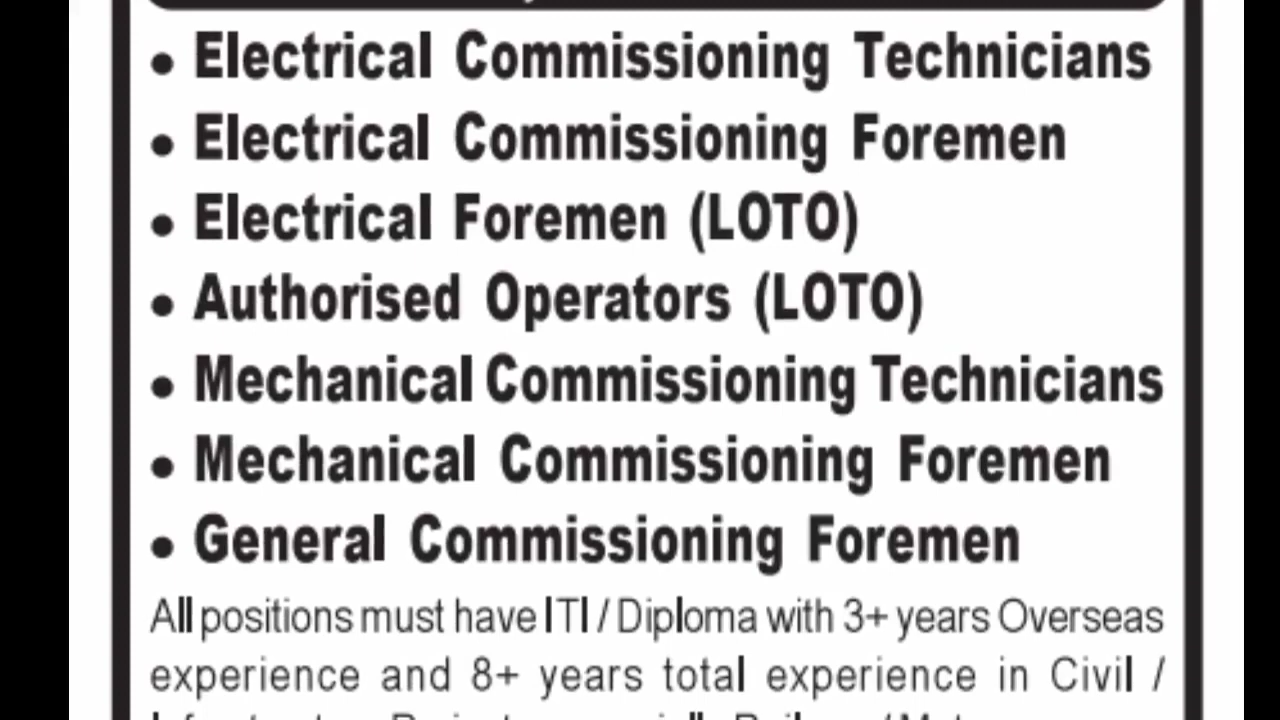 • Electrical Commissioning Technicians
• Electrical Commissioning Foremen
• Electrical Foremen (LOTO)
• Authorised Operators (LOTO)
• Mechanical Commissioning Technicians
• Mechanical Commissioning Foremen
• General Commissioning Foremen
All positions must have ITI / Diploma with 3+ years Overseas
experience and 8+ years total experience in Civil /